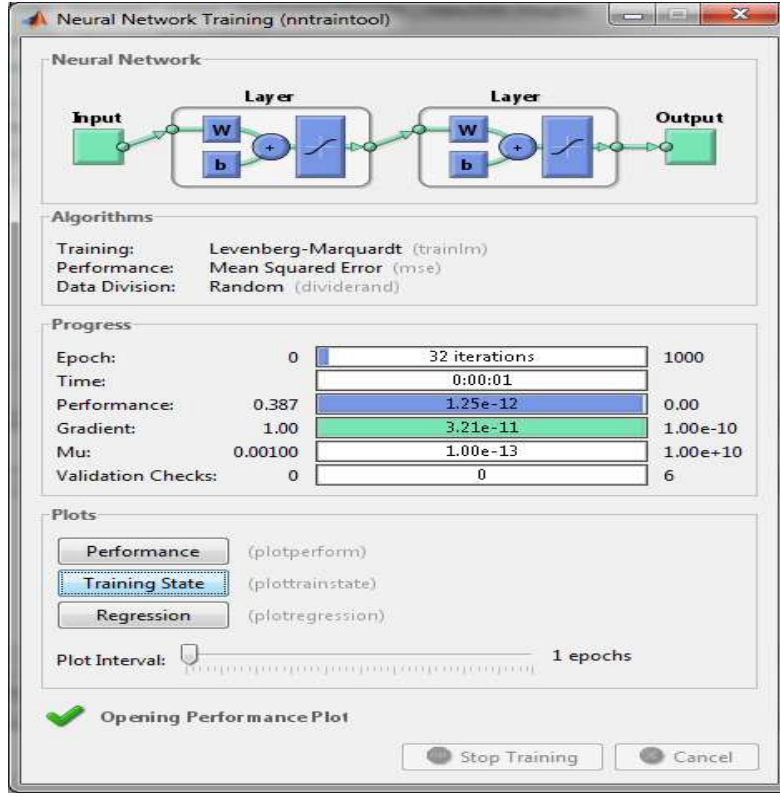 Neural Network Training (nntraintool)
Neural Network
Layer Layer
Input Output
W W
+ +
b b
Algorithms
Training: Levenberg-Marquardt (trainlm)
Performance: Mean Squared Error (mse)
Data Division: Random (dividerand)
Progress
Epoch: 0 32 iterations 1000
Time: 0:00:01
Performance: 0.387 1.25e-12 0.00
Gradient: 1.00 3.21e-11 1.00e-10
Mu: 0.00100 1.00e-13 1.00e+10
Validation Checks: 0 0 6
Plots
Performance (plotperform)
Training State (plottrainstate)
Regression (plotregression)
Plot Interval: 1 epochs
Opening Performance Plot
Stop Training Cancel